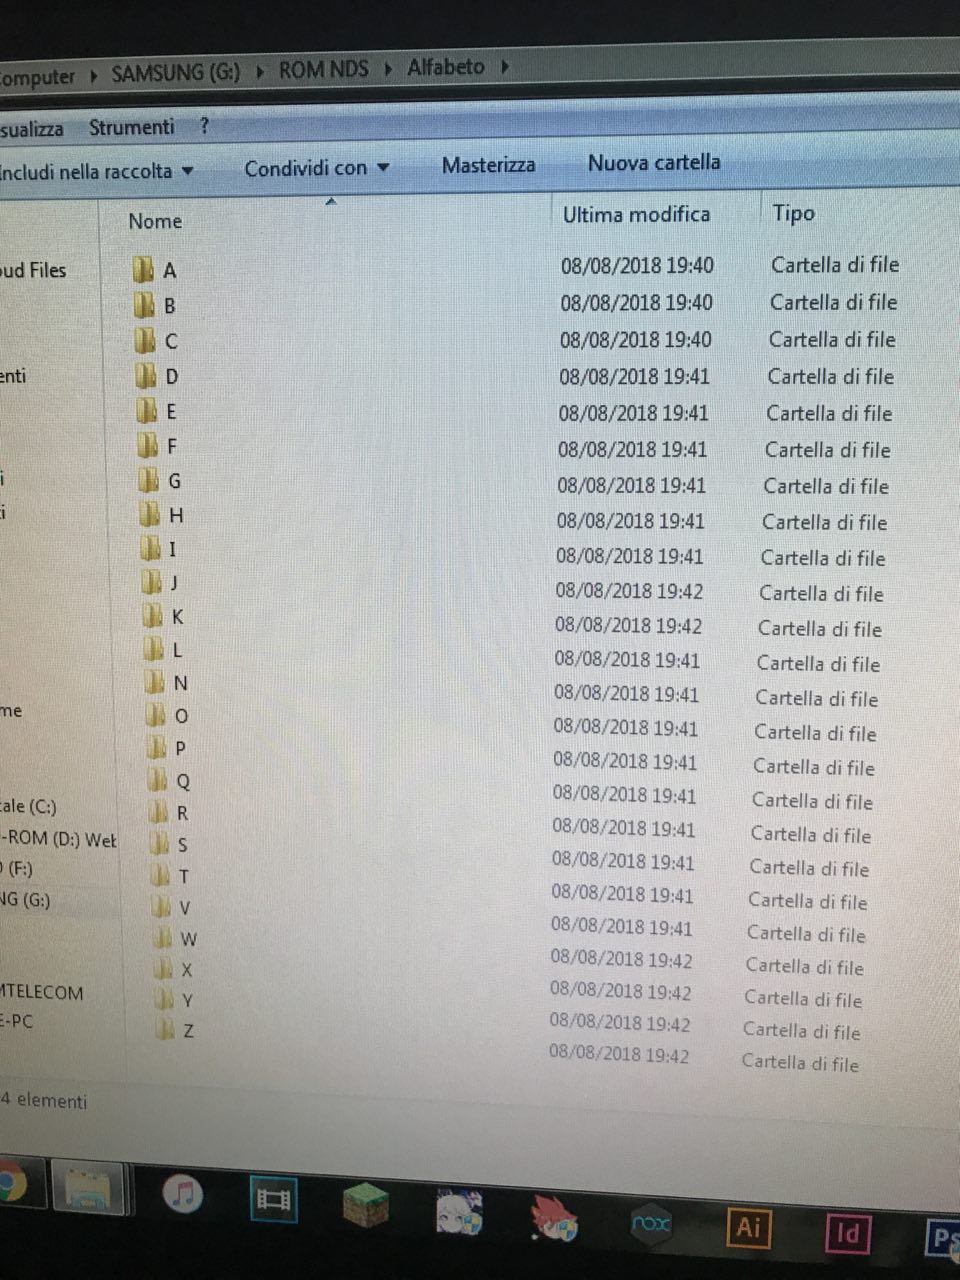 omputer ▸ SAMSUNG (G:) ▸ ROM NDS ▸ Alfabeto ▸
sualizza Strumenti ?
ncludi nella raccolta ▼ Condividi con ▼ Masterizza Nuova cartella
Nome Ultima modifica Tipo
oud Files
enti
i
ti
me
ale (C:)
-ROM (D:) Wet
(F:)
NG (G:)
MTELECOM
E-PC
A 08/08/2018 19:40 Cartella di file
B 08/08/2018 19:40 Cartella di file
C 08/08/2018 19:40 Cartella di file
D 08/08/2018 19:41 Cartella di file
E 08/08/2018 19:41 Cartella di file
F 08/08/2018 19:41 Cartella di file
G 08/08/2018 19:41 Cartella di file
H 08/08/2018 19:41 Cartella di file
I 08/08/2018 19:41 Cartella di file
J 08/08/2018 19:42 Cartella di file
K 08/08/2018 19:42 Cartella di file
L 08/08/2018 19:41 Cartella di file
N 08/08/2018 19:41 Cartella di file
O 08/08/2018 19:41 Cartella di file
P 08/08/2018 19:41 Cartella di file
Q 08/08/2018 19:41 Cartella di file
R 08/08/2018 19:41 Cartella di file
S 08/08/2018 19:41 Cartella di file
T 08/08/2018 19:41 Cartella di file
V 08/08/2018 19:41 Cartella di file
W 08/08/2018 19:42 Cartella di file
X 08/08/2018 19:42 Cartella di file
Y 08/08/2018 19:42 Cartella di file
Z 08/08/2018 19:42 Cartella di file
4 elementi
nox Ai Id Ps